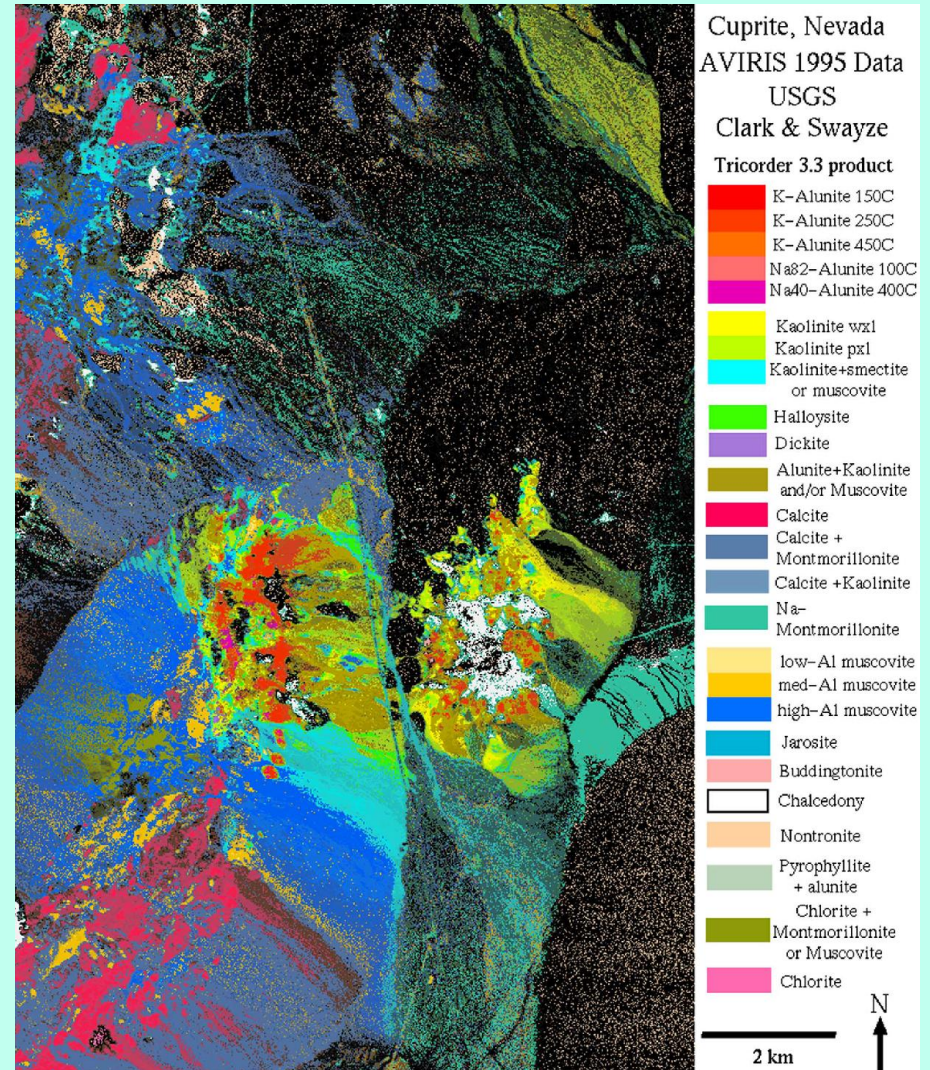 Cuprite, Nevada
AVIRIS 1995 Data
USGS
Clark & Swayze
Tricorder 3.3 product
K-Alunite 150C
K-Alunite 250C
K-Alunite 450C
Na82-Alunite 100C
Na40-Alunite 400C
Kaolinite wxl
Kaolinite pxl
Kaolinite+smectite
or muscovite
Halloysite
Dickite
Alunite+Kaolinite
and/or Muscovite
Calcite
Calcite +
Montmorillonite
Calcite +Kaolinite
Na-
Montmorillonite
low-Al muscovite
med-Al muscovite
high-Al muscovite
Jarosite
Buddingtonite
Chalcedony
Nontronite
Pyrophyllite
+ alunite
Chlorite +
Montmorillonite
or Muscovite
Chlorite
N
2 km